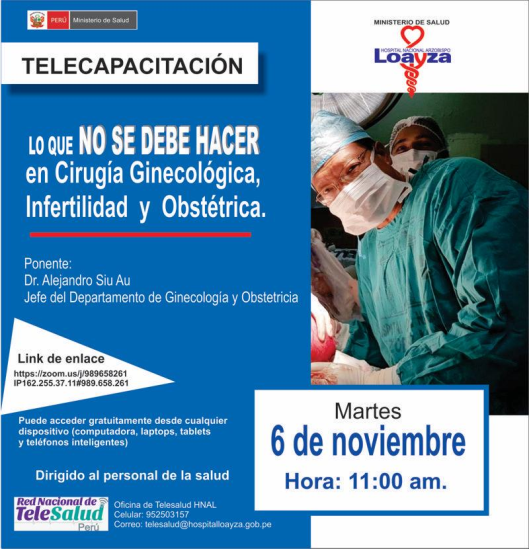 PERÚ Ministerio de Salud
MINISTERIO DE SALUD
HOSPITAL NACIONAL ARZOBISPO
Loayza
TELECAPACITACIÓN
LO QUE NO SE DEBE HACER
en Cirugía Ginecológica,
Infertilidad y Obstétrica.
Ponente:
Dr. Alejandro Siu Au
Jefe del Departamento de Ginecología y Obstetricia
Link de enlace
https://zoom.us/j/989658261
IP162.255.37.11#989.658.261
Puede acceder gratuitamente desde cualquier
dispositivo (computadora, laptops, tablets
y teléfonos inteligentes)
Martes
6 de noviembre
Hora: 11:00 am.
Dirigido al personal de la salud
Red Nacional de
TeleSalud
Perú
Oficina de Telesalud HNAL
Celular: 952503157
Correo: telesalud@hospitalloayza.gob.pe